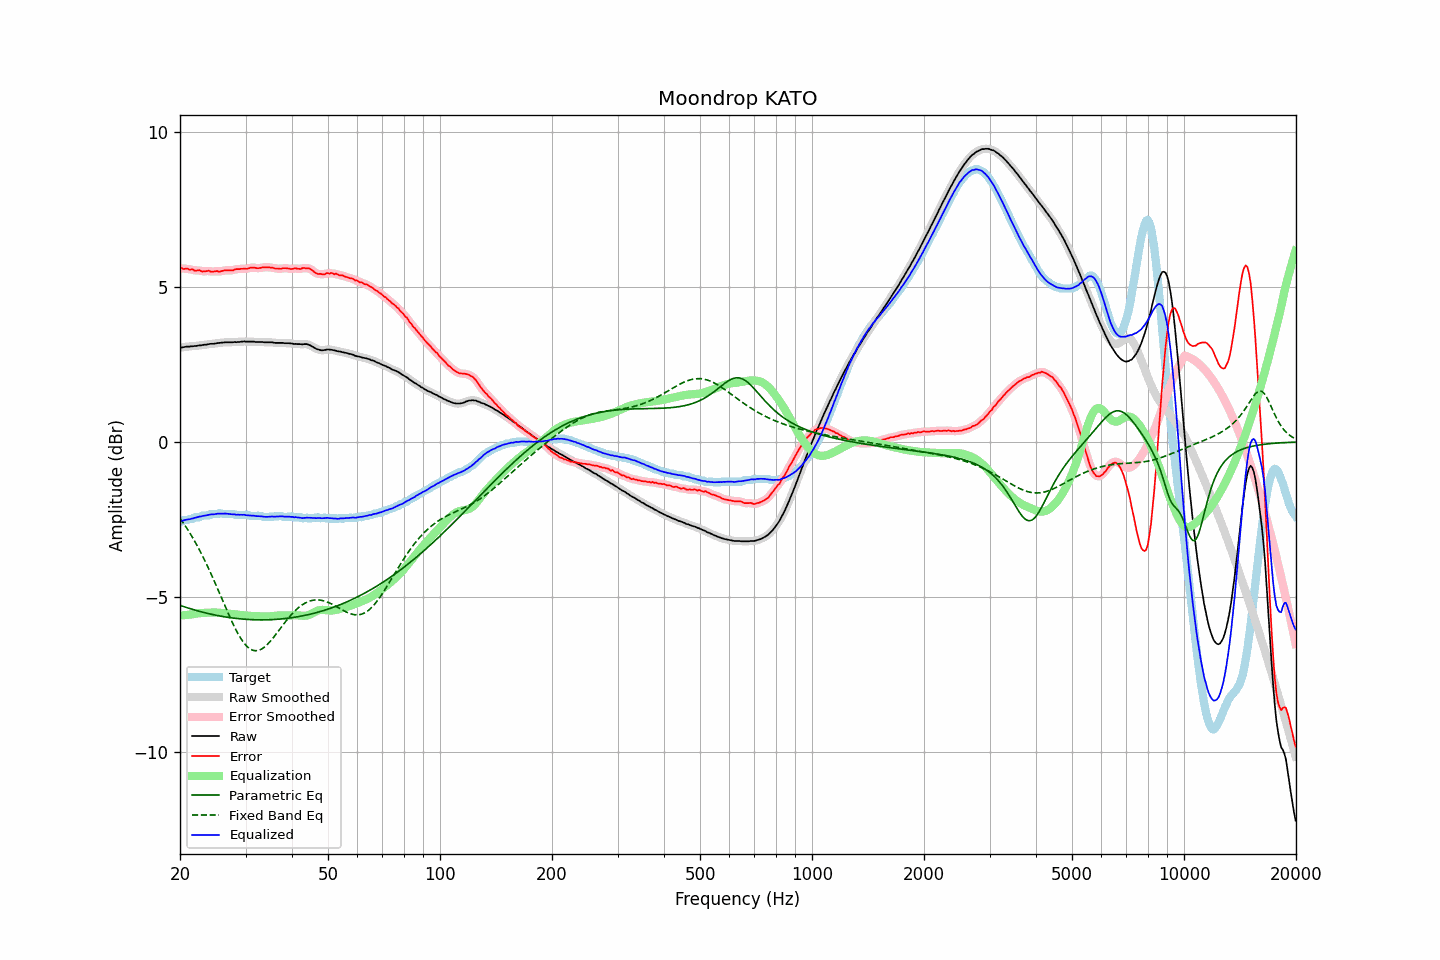 Moondrop KATO
Amplitude (dBr)
10
5
0
−5
−10
Target
Raw Smoothed
Error Smoothed
Raw
Error
Equalization
Parametric Eq
Fixed Band Eq
Equalized
20 50 100 200 500 1000 2000 5000 10000 20000
Frequency (Hz)